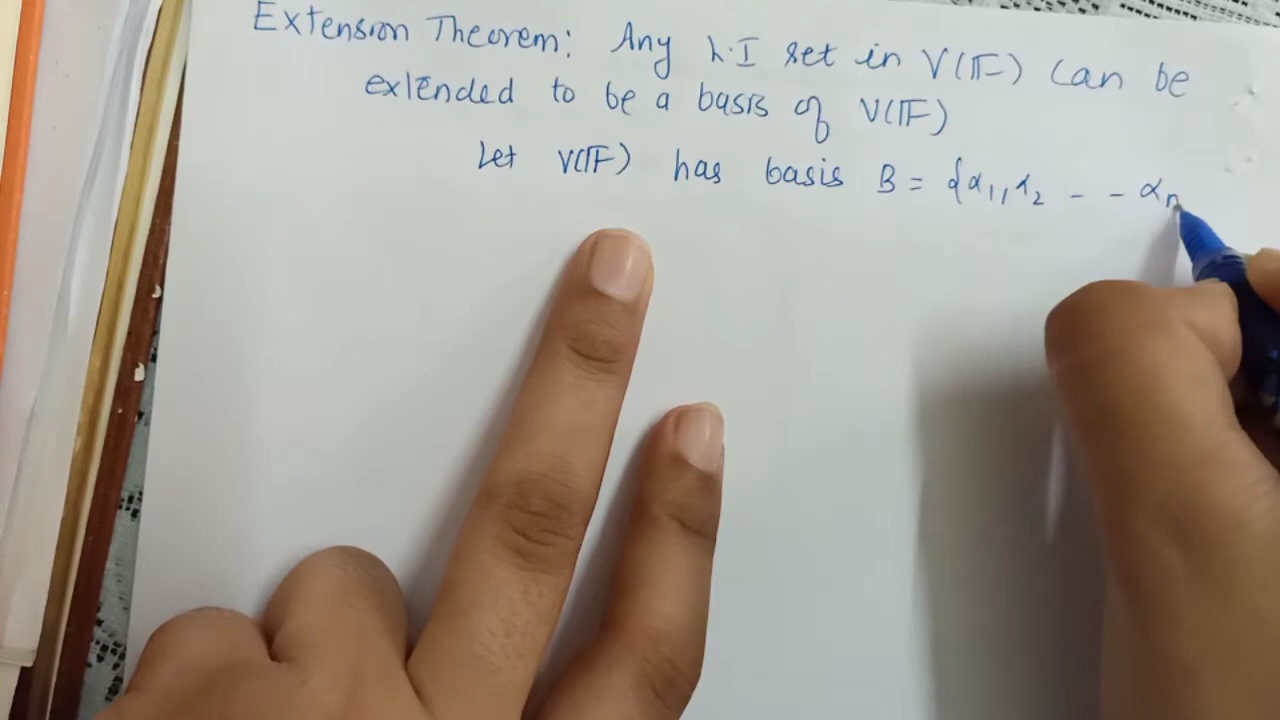 Extension Theorem: Any L.I set in V(F) can be
extended to be a basis of V(F)
Let V(F) has basis B = {α1, α2 - - αn